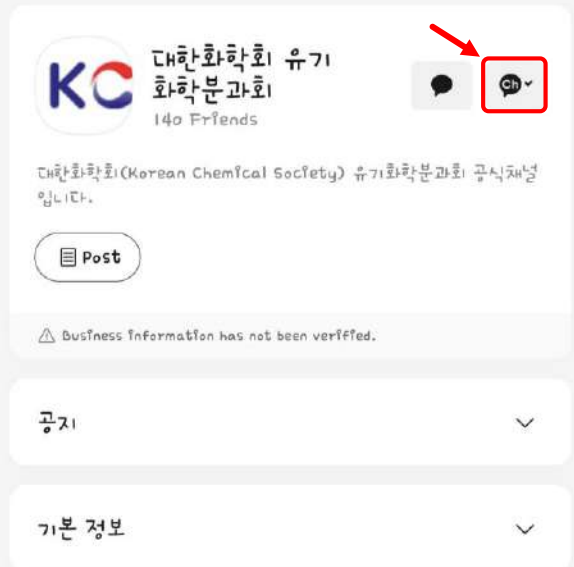 KC
대한화학회 유기
화학분과회
140 Friends
Ch
대한화학회(Korean Chemical Society) 유기화학분과회 공식채널
입니다.
Post
Business information has not been verified.
공지
기본 정보